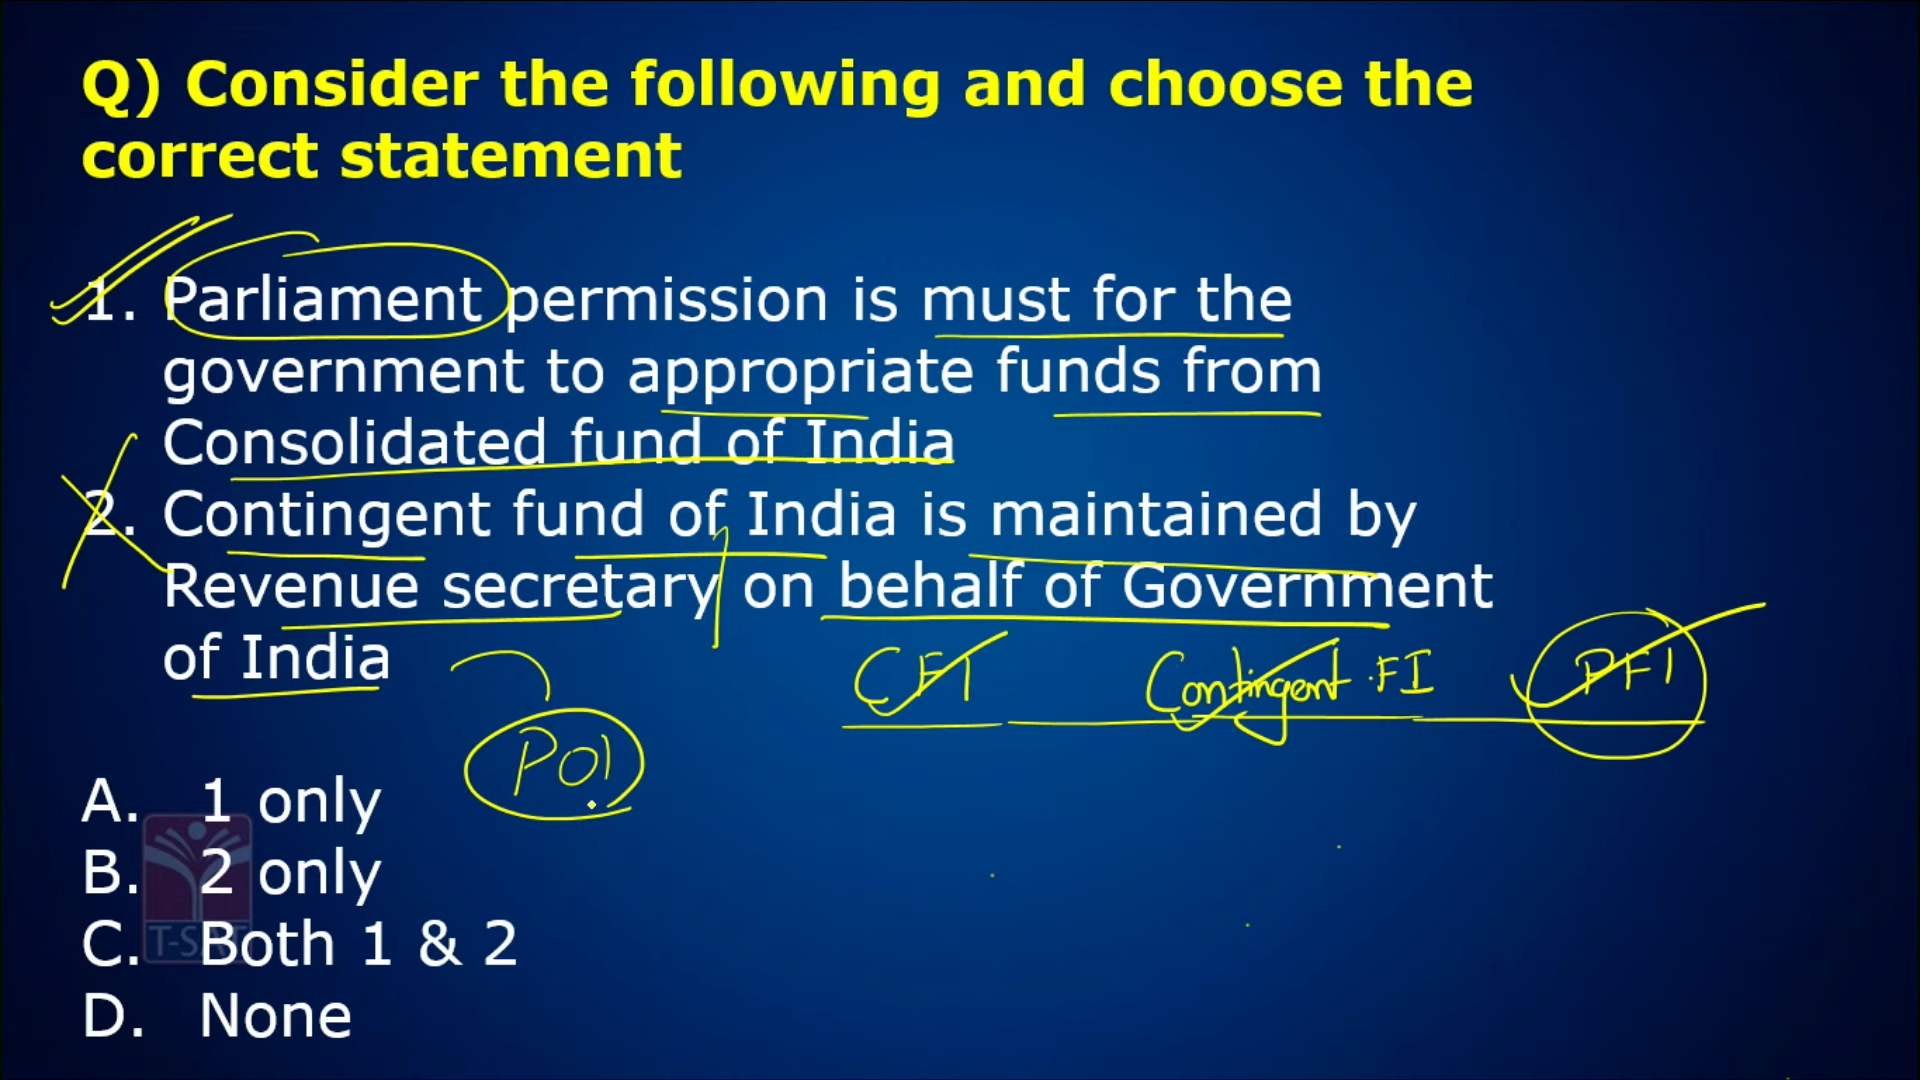 Q) Consider the following and choose the
correct statement
1. Parliament permission is must for the
government to appropriate funds from
Consolidated fund of India
2. Contingent fund of India is maintained by
Revenue secretary on behalf of Government
of India
CFI Contingent.FI PFI
POI
A. 1 only
B. 2 only
C. Both 1 & 2
D. None
T-SAT